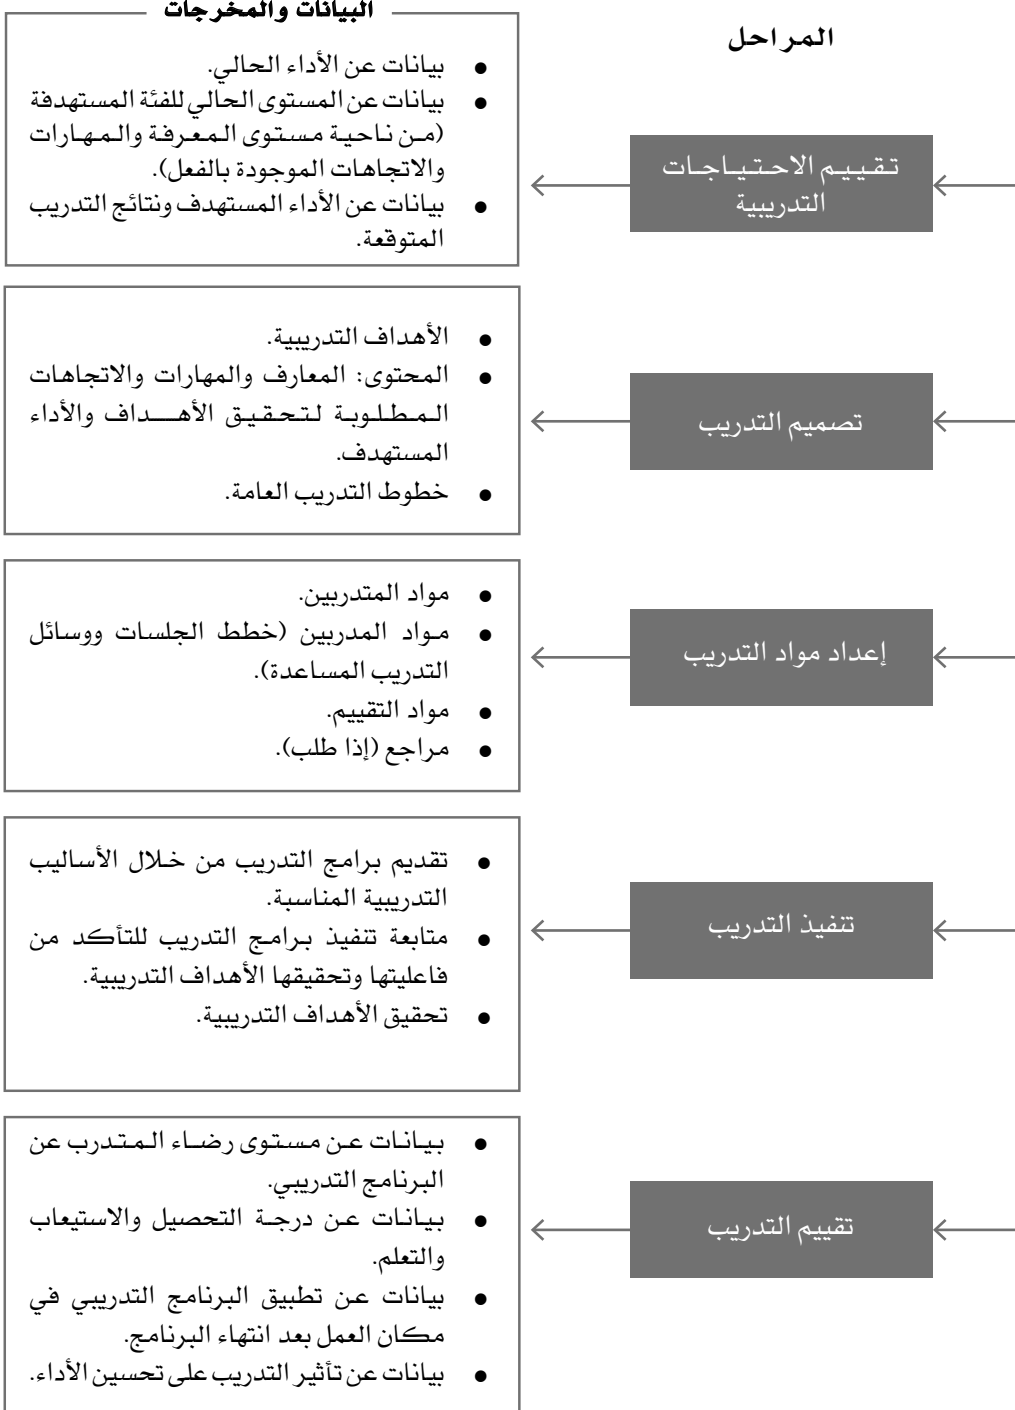 المراحل
البيانات والمخرجات
تقييم الاحتياجات
التدريبية
● بيانات عن الأداء الحالي.
● بيانات عن المستوى الحالي للفئة المستهدفة
(من ناحية مستوى المعرفة والمهارات
والاتجاهات الموجودة بالفعل).
● بيانات عن الأداء المستهدف ونتائج التدريب
المتوقعة.
تصميم التدريب
● الأهداف التدريبية.
● المحتوى: المعارف والمهارات والاتجاهات
المطلوبة لتحقيق الأهداف والأداء
المستهدف.
● خطوط التدريب العامة.
إعداد مواد التدريب
● مواد المتدربين.
● مواد المدربين (خطط الجلسات ووسائل
التدريب المساعدة).
● مواد التقييم.
● مراجع (إذا طلب).
تنفيذ التدريب
● تقديم برامج التدريب من خلال الأساليب
التدريبية المناسبة.
● متابعة تنفيذ برامج التدريب للتأكد من
فاعليتها وتحقيقها الأهداف التدريبية.
● تحقيق الأهداف التدريبية.
تقييم التدريب
● بيانات عن مستوى رضاء المتدرب عن
البرنامج التدريبي.
● بيانات عن درجة التحصيل والاستيعاب
والتعلم.
● بيانات عن تطبيق البرنامج التدريبي في
مكان العمل بعد انتهاء البرنامج.
● بيانات عن تأثير التدريب على تحسين الأداء.